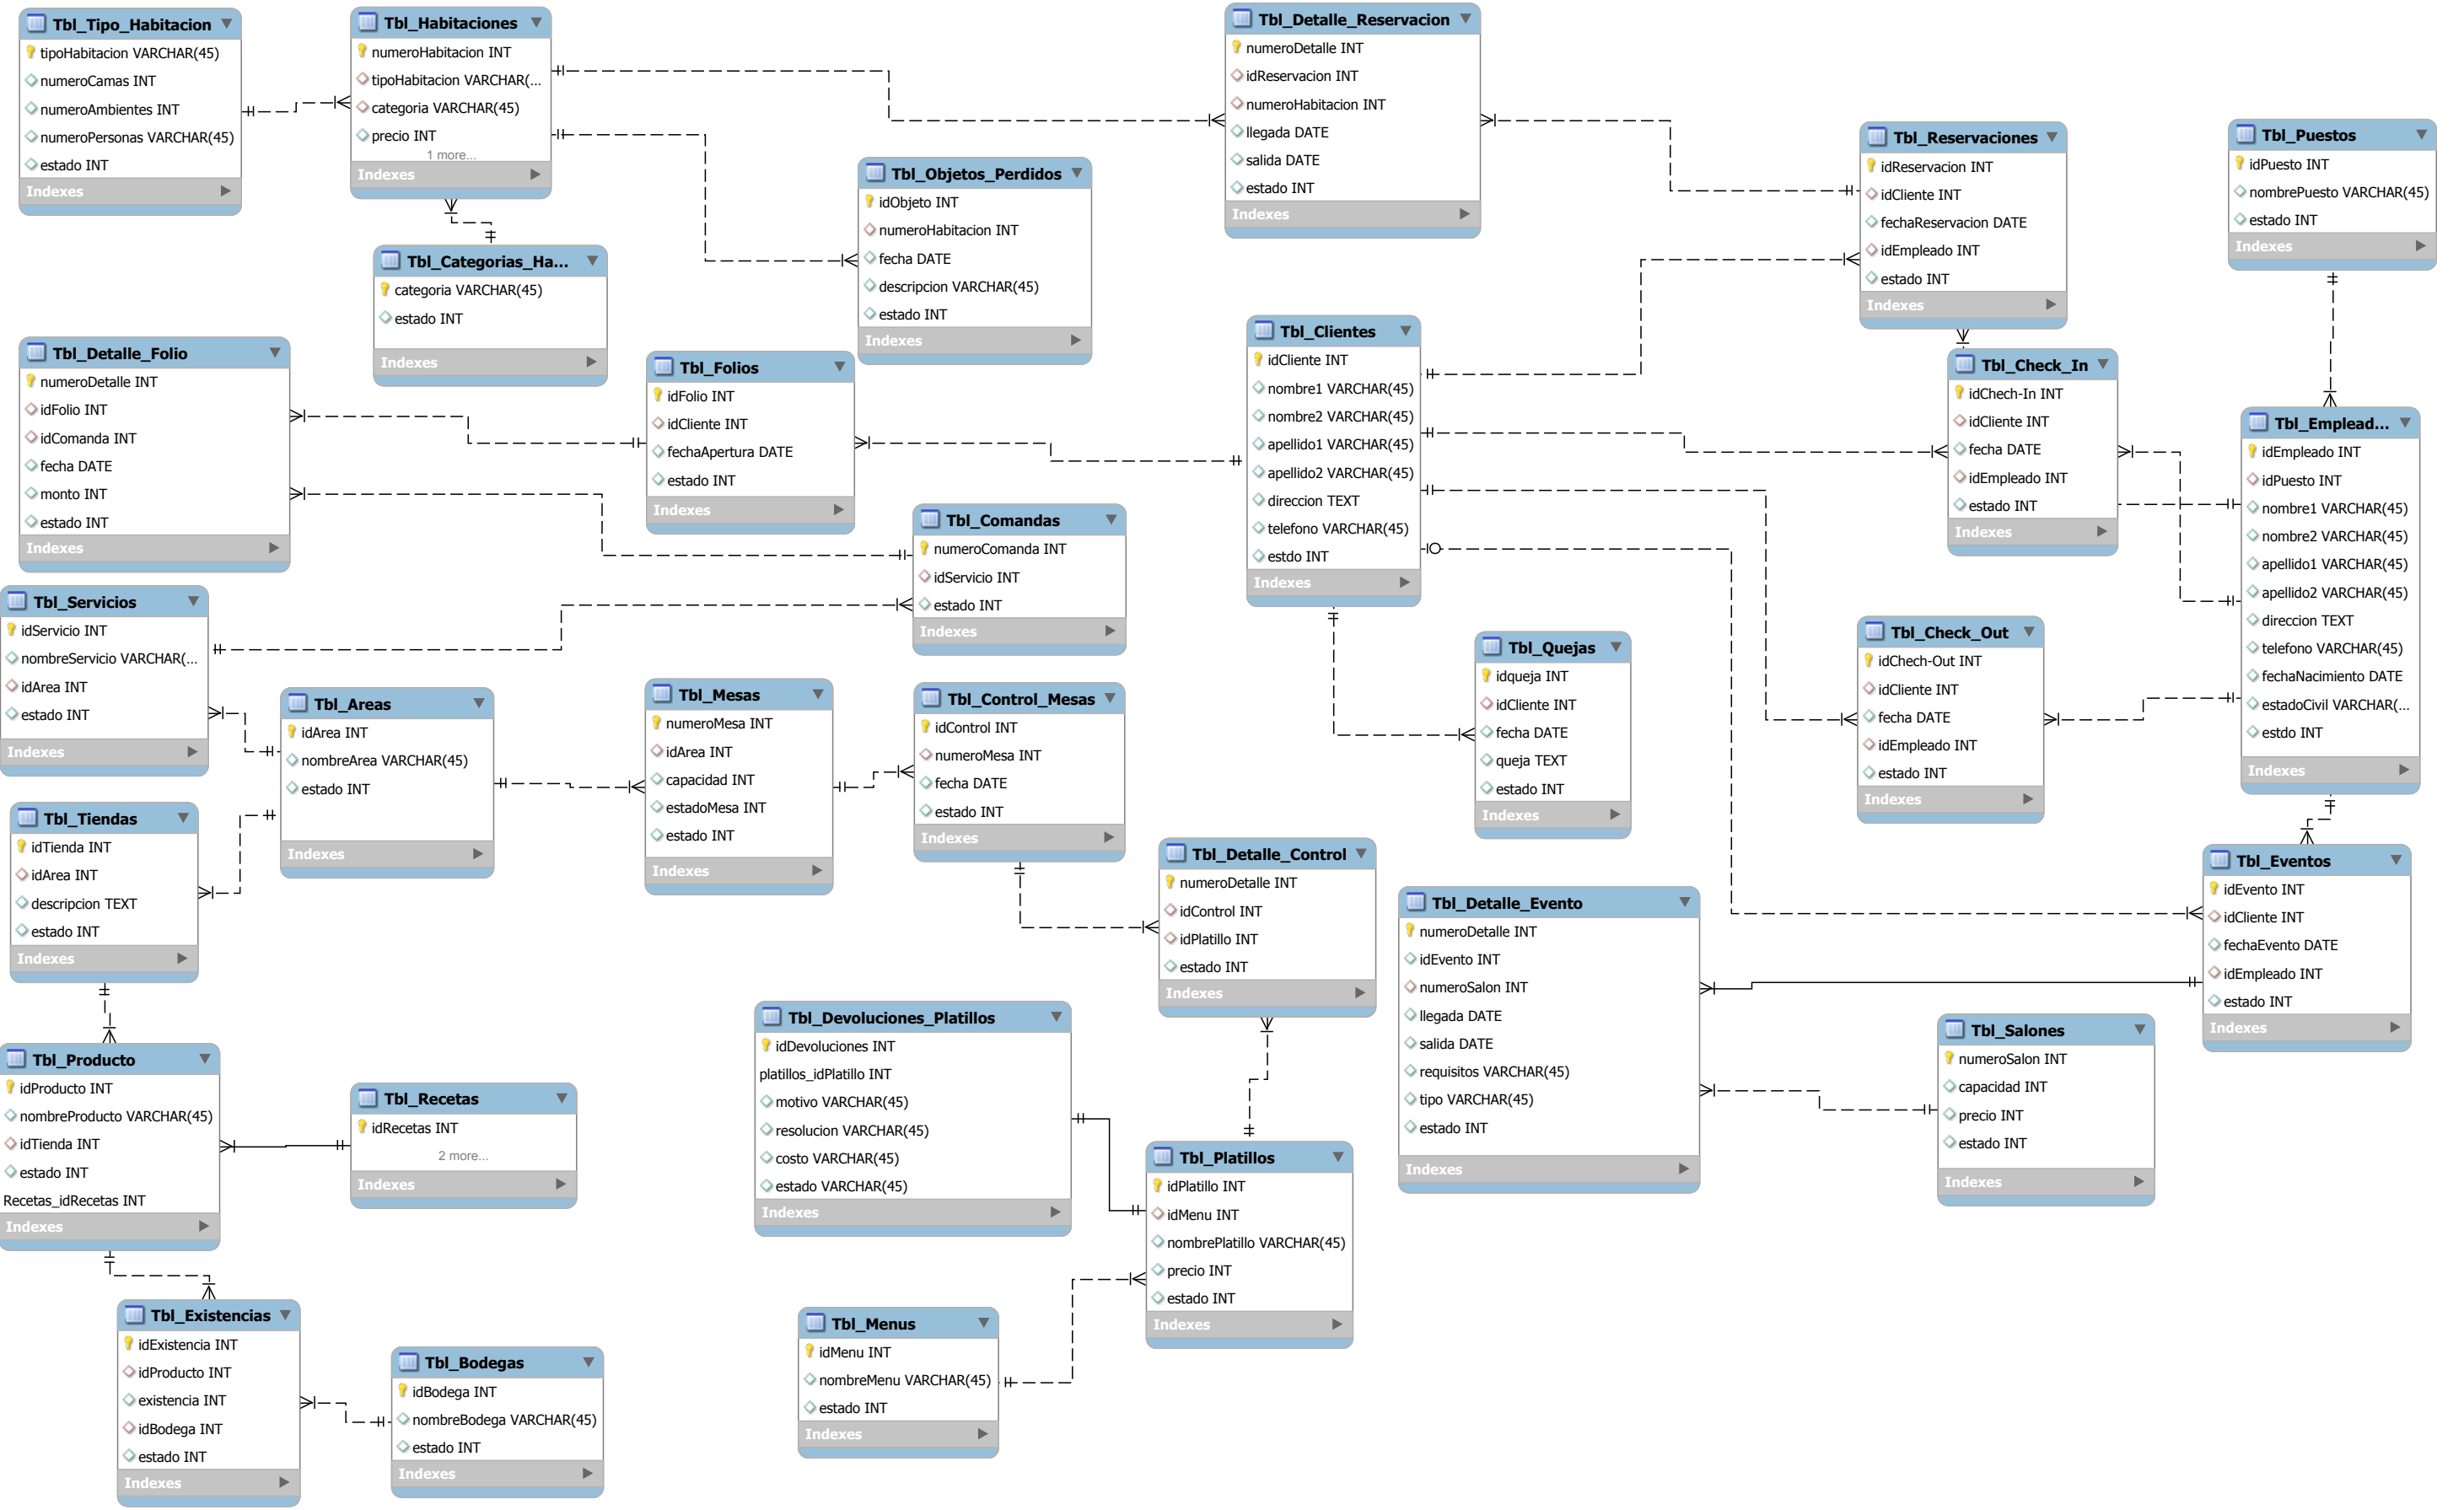 Tbl_Tipo_Habitacion
tipoHabitacion VARCHAR(45)
numeroCamas INT
numeroAmbientes INT
numeroPersonas VARCHAR(45)
estado INT
Indexes
Tbl_Habitaciones
numeroHabitacion INT
tipoHabitacion VARCHAR(...
categoria VARCHAR(45)
precio INT
1 more...
Indexes
Tbl_Detalle_Reservacion
numeroDetalle INT
idReservacion INT
numeroHabitacion INT
llegada DATE
salida DATE
estado INT
Indexes
Tbl_Reservaciones
idReservacion INT
idCliente INT
fechaReservacion DATE
idEmpleado INT
estado INT
Indexes
Tbl_Puestos
idPuesto INT
nombrePuesto VARCHAR(45)
estado INT
Indexes
Tbl_Objetos_Perdidos
idObjeto INT
numeroHabitacion INT
fecha DATE
descripcion VARCHAR(45)
estado INT
Indexes
Tbl_Categorias_Ha...
categoria VARCHAR(45)
estado INT
Indexes
Tbl_Detalle_Folio
numeroDetalle INT
idFolio INT
idComanda INT
fecha DATE
monto INT
estado INT
Indexes
Tbl_Folios
idFolio INT
idCliente INT
fechaApertura DATE
estado INT
Indexes
Tbl_Clientes
idCliente INT
nombre1 VARCHAR(45)
nombre2 VARCHAR(45)
apellido1 VARCHAR(45)
apellido2 VARCHAR(45)
direccion TEXT
telefono VARCHAR(45)
estdo INT
Indexes
Tbl_Check_In
idChech-In INT
idCliente INT
fecha DATE
idEmpleado INT
estado INT
Indexes
Tbl_Emplead...
idEmpleado INT
idPuesto INT
nombre1 VARCHAR(45)
nombre2 VARCHAR(45)
apellido1 VARCHAR(45)
apellido2 VARCHAR(45)
direccion TEXT
telefono VARCHAR(45)
fechaNacimiento DATE
estadoCivil VARCHAR(...
estdo INT
Indexes
Tbl_Comandas
numeroComanda INT
idServicio INT
estado INT
Indexes
Tbl_Servicios
idServicio INT
nombreServicio VARCHAR(...
idArea INT
estado INT
Indexes
Tbl_Areas
idArea INT
nombreArea VARCHAR(45)
estado INT
Indexes
Tbl_Mesas
numeroMesa INT
idArea INT
capacidad INT
estadoMesa INT
estado INT
Indexes
Tbl_Control_Mesas
idControl INT
numeroMesa INT
fecha DATE
estado INT
Indexes
Tbl_Quejas
idqueja INT
idCliente INT
fecha DATE
queja TEXT
estado INT
Indexes
Tbl_Check_Out
idChech-Out INT
idCliente INT
fecha DATE
idEmpleado INT
estado INT
Indexes
Tbl_Tiendas
idTienda INT
idArea INT
descripcion TEXT
estado INT
Indexes
Tbl_Detalle_Control
numeroDetalle INT
idControl INT
idPlatillo INT
estado INT
Indexes
Tbl_Detalle_Evento
numeroDetalle INT
idEvento INT
numeroSalon INT
llegada DATE
salida DATE
requisitos VARCHAR(45)
tipo VARCHAR(45)
estado INT
Indexes
Tbl_Eventos
idEvento INT
idCliente INT
fechaEvento DATE
idEmpleado INT
estado INT
Indexes
Tbl_Devoluciones_Platillos
idDevoluciones INT
platillos_idPlatillo INT
motivo VARCHAR(45)
resolucion VARCHAR(45)
costo VARCHAR(45)
estado VARCHAR(45)
Indexes
Tbl_Salones
numeroSalon INT
capacidad INT
precio INT
estado INT
Indexes
Tbl_Producto
idProducto INT
nombreProducto VARCHAR(45)
idTienda INT
estado INT
Recetas_idRecetas INT
Indexes
Tbl_Recetas
idRecetas INT
2 more...
Indexes
Tbl_Platillos
idPlatillo INT
idMenu INT
nombrePlatillo VARCHAR(45)
precio INT
estado INT
Indexes
Tbl_Existencias
idExistencia INT
idProducto INT
existencia INT
idBodega INT
estado INT
Indexes
Tbl_Bodegas
idBodega INT
nombreBodega VARCHAR(45)
estado INT
Indexes
Tbl_Menus
idMenu INT
nombreMenu VARCHAR(45)
estado INT
Indexes